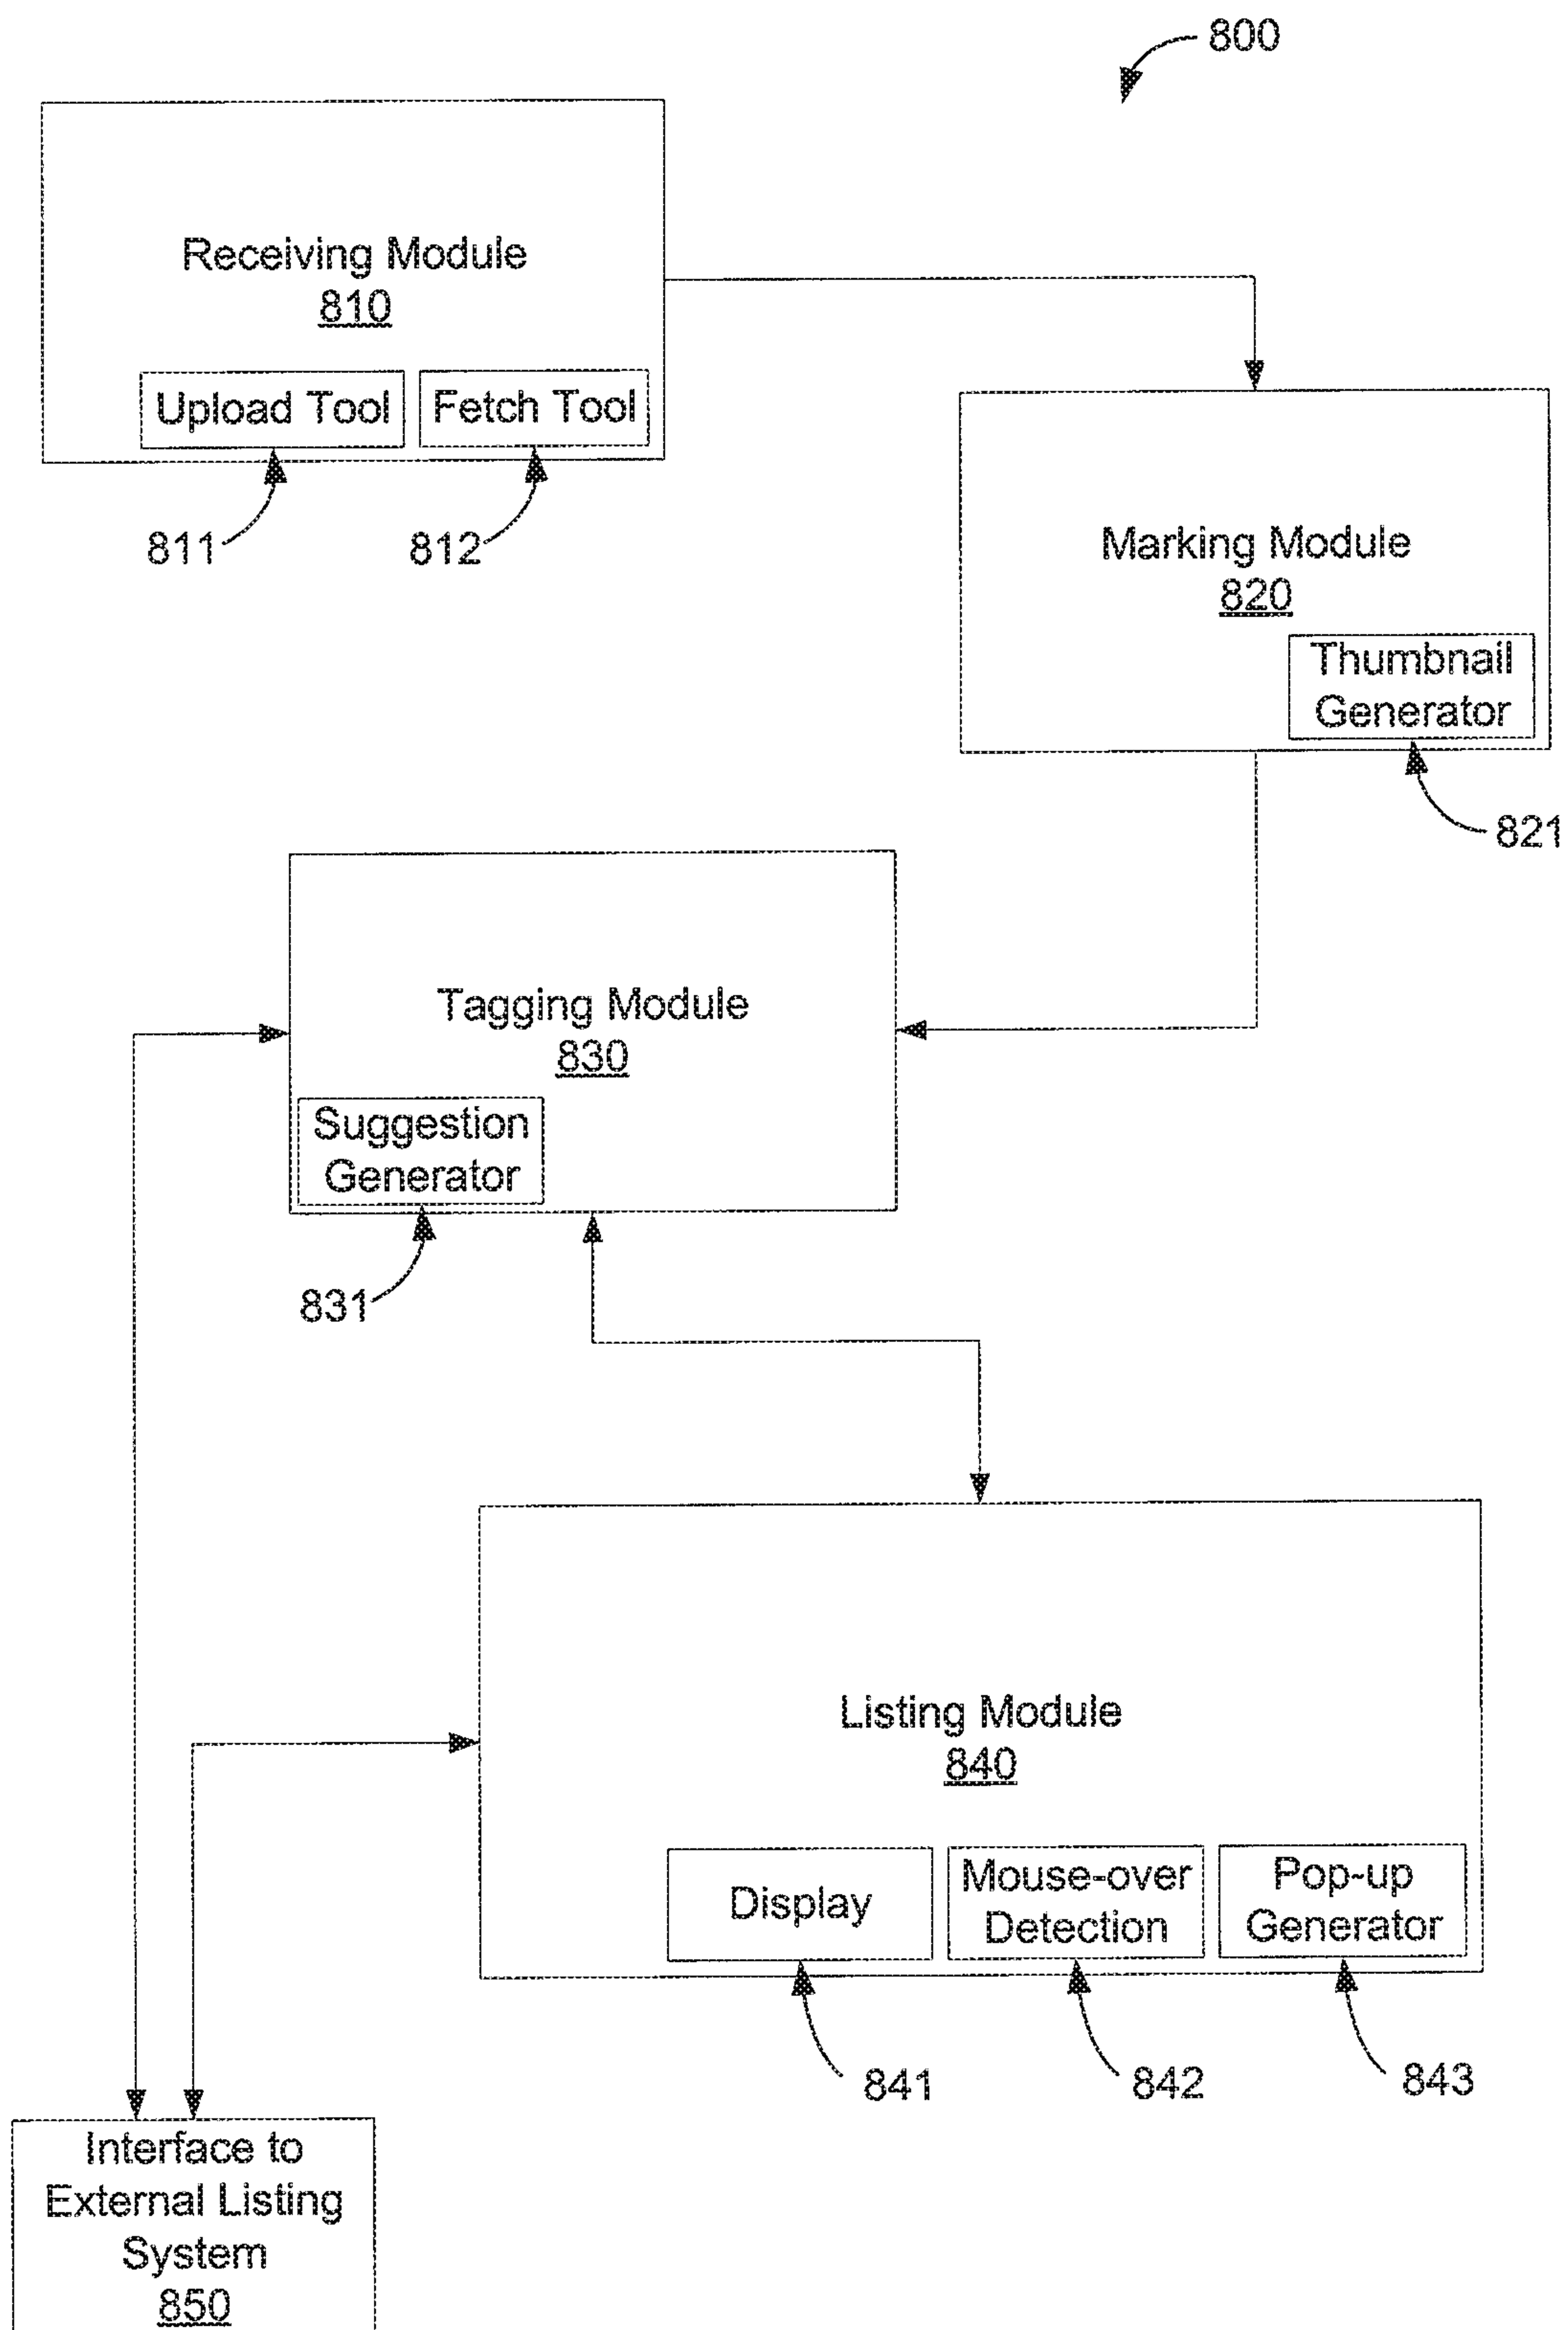 800
Receiving Module
810
Upload Tool
Fetch Tool
811
812
Marking Module
820
Thumbnail
Generator
821
Tagging Module
830
Suggestion
Generator
831
Listing Module
840
Display
Mouse-over
Detection
Pop-up
Generator
841
842
843
Interface to
External Listing
System
850